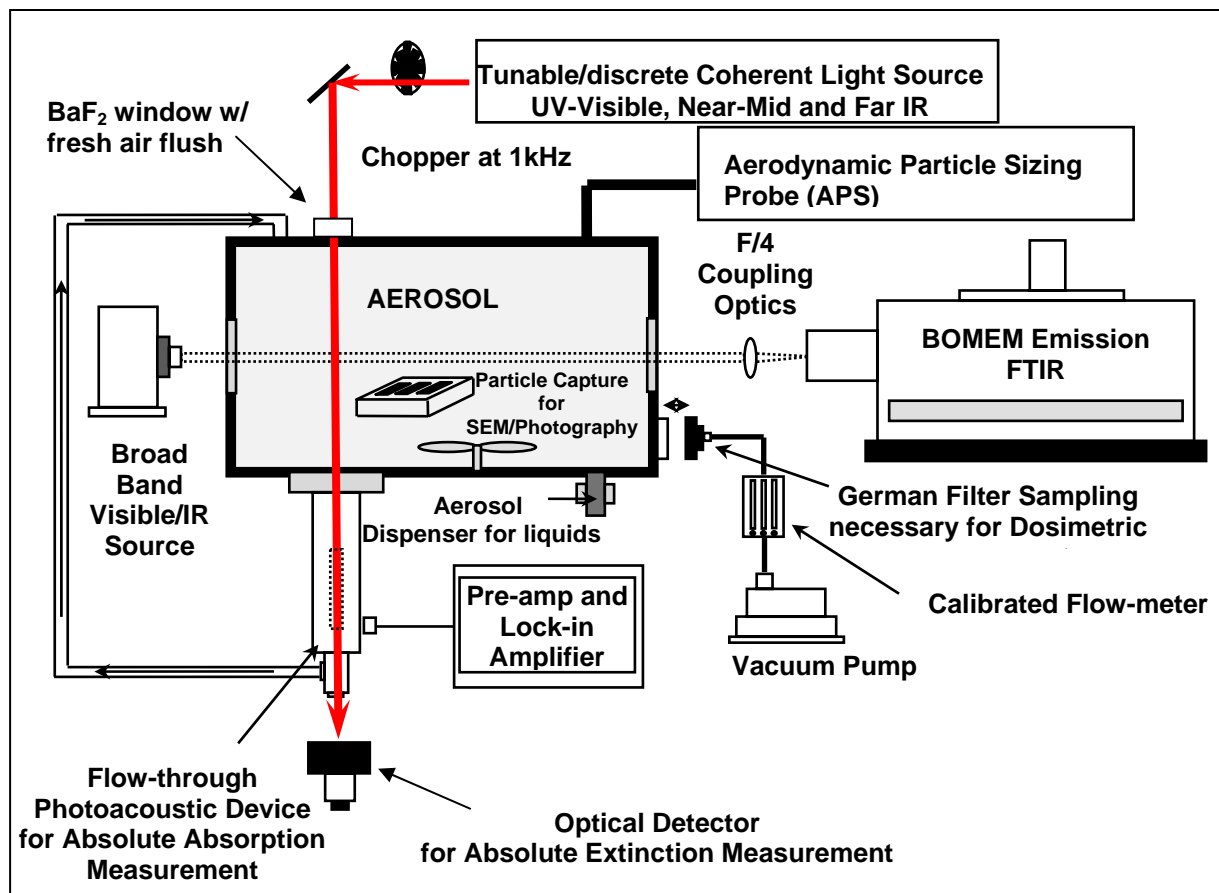 Tunable/discrete Coherent Light Source
UV-Visible, Near-Mid and Far IR
BaF2 window w/
fresh air flush
Chopper at 1kHz
Aerodynamic Particle Sizing
Probe (APS)
F/4
Coupling
Optics
AEROSOL
BOMEM Emission
FTIR
Particle Capture
for
SEM/Photography
Broad
Band
Visible/IR
Source
Aerosol
Dispenser for liquids
German Filter Sampling
necessary for Dosimetric
Pre-amp and
Lock-in
Amplifier
Calibrated Flow-meter
Vacuum Pump
Flow-through
Photoacoustic Device
for Absolute Absorption
Measurement
Optical Detector
for Absolute Extinction Measurement